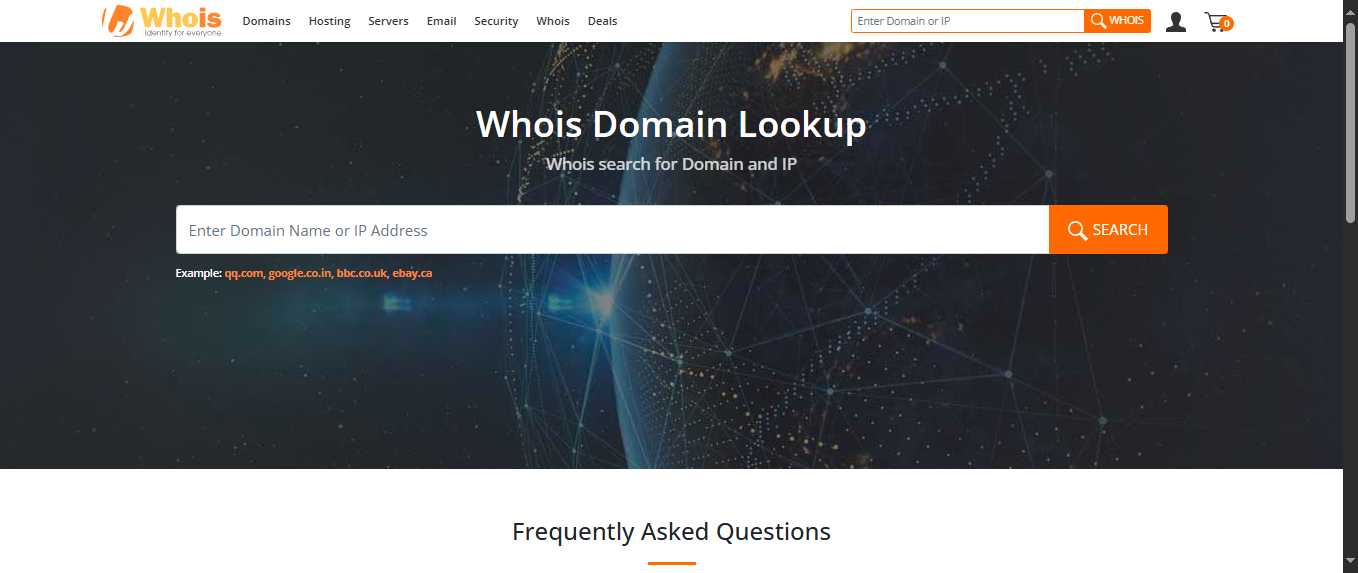 Whois
Identity for everyone
Domains Hosting Servers Email Security Whois Deals
Enter Domain or IP WHOIS 0
Whois Domain Lookup
Whois search for Domain and IP
Enter Domain Name or IP Address SEARCH
Example: qq.com, google.co.in, bbc.co.uk, ebay.ca
Frequently Asked Questions